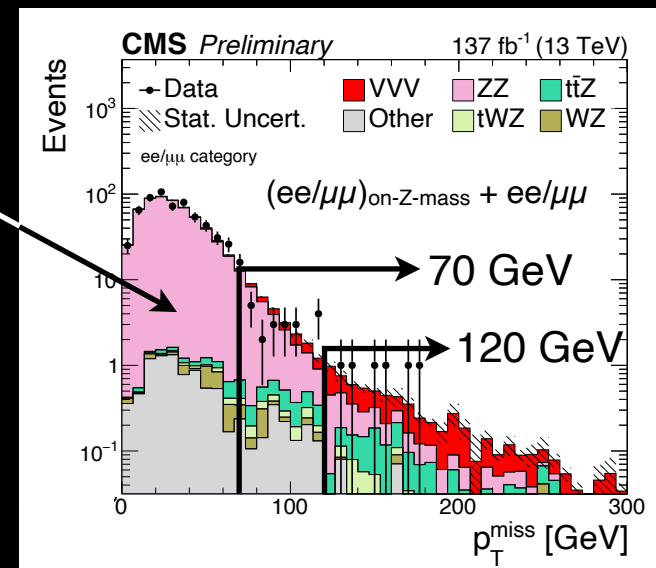 CMS Preliminary 137 fb⁻¹ (13 TeV)
Events
Data VVV ZZ tt̄Z
Stat. Uncert. Other tWZ WZ
ee/μμ category
(ee/μμ)on-Z-mass + ee/μμ
70 GeV
120 GeV
10³
10²
10
1
10⁻¹
0 100 200 300
p_T^miss [GeV]